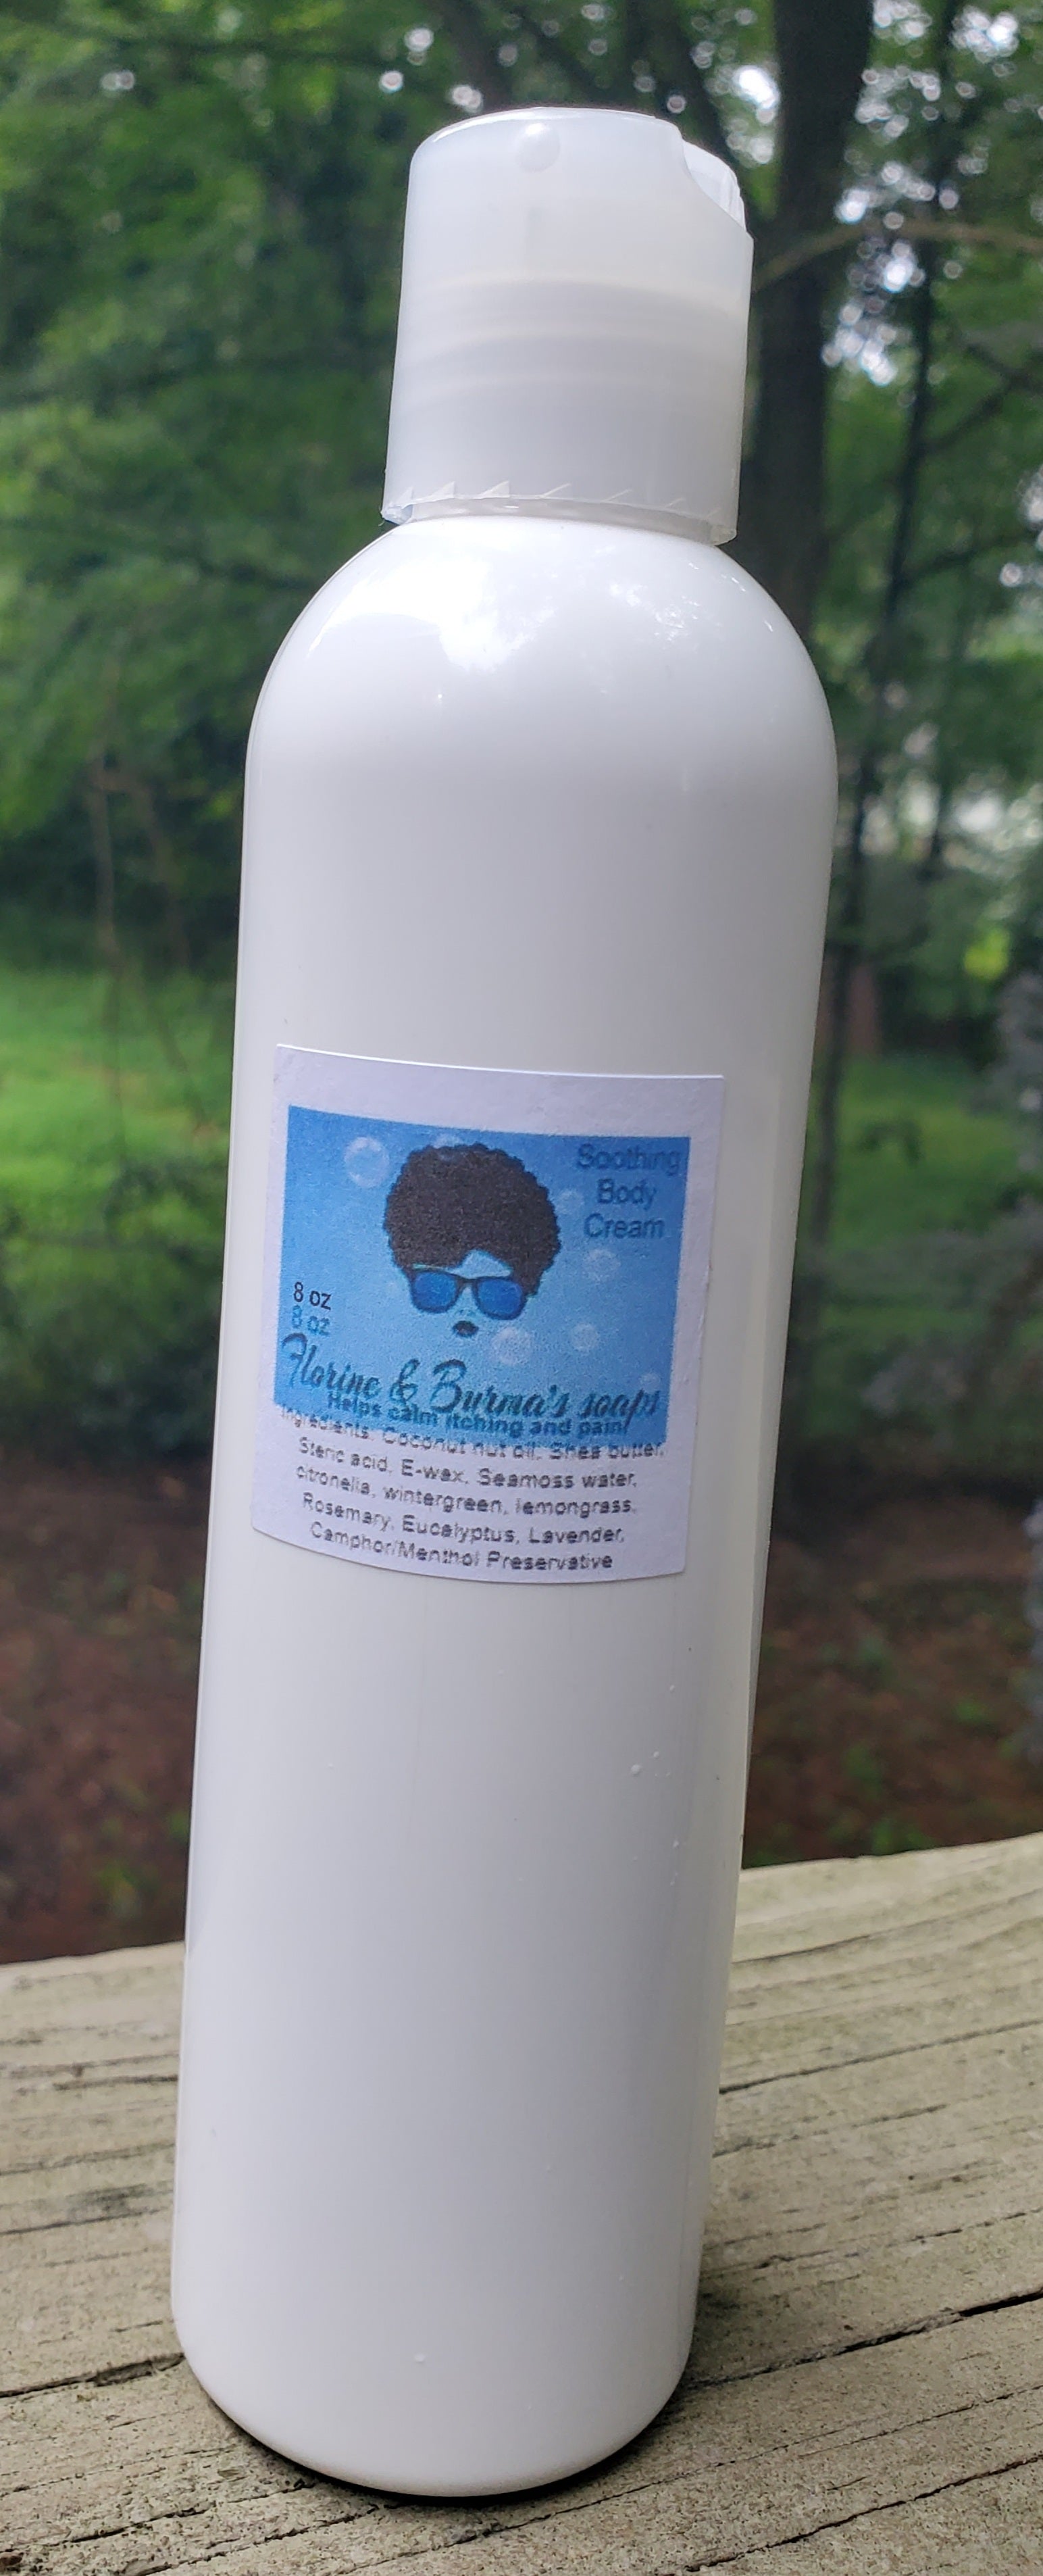 Soothing
Body
Cream
8 oz
8 oz
Florine & Burma's soaps
Helps calm itching and pain!
Ingredients: Coconut nut oil, Shea butter,
Steric acid, E-wax, Seamoss water,
citronella, wintergreen, lemongrass,
Rosemary, Eucalyptus, Lavender,
Camphor/Menthol Preservative